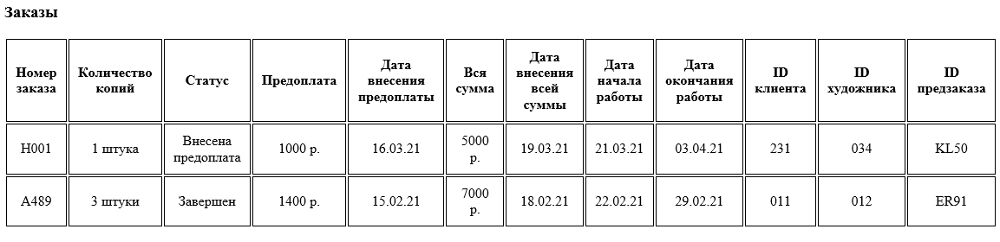 Заказы
Номер заказа Количество копий Статус Предоплата Дата внесения предоплаты Вся сумма Дата внесения всей суммы Дата начала работы Дата окончания работы ID клиента ID художника ID предзаказа
H001 1 штука Внесена предоплата 1000 р. 16.03.21 5000 р. 19.03.21 21.03.21 03.04.21 231 034 KL50
A489 3 штуки Завершен 1400 р. 15.02.21 7000 р. 18.02.21 22.02.21 29.02.21 011 012 ER91